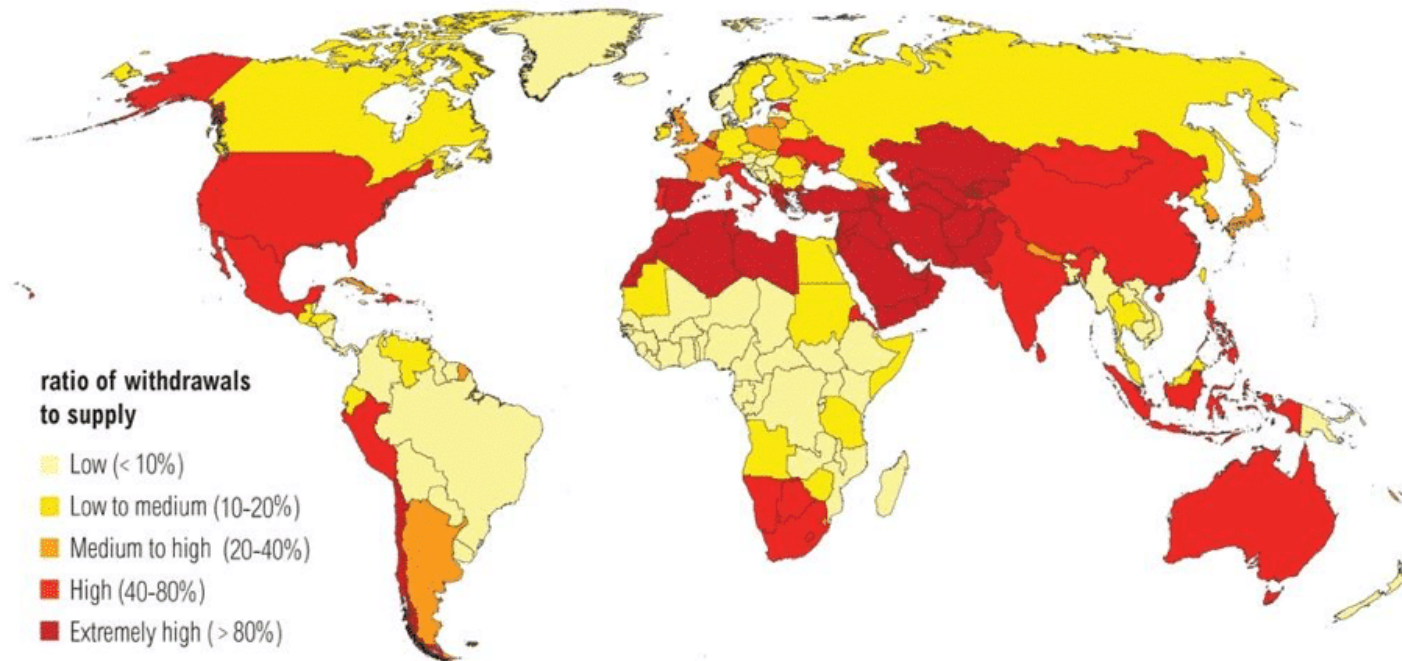 ratio of withdrawals
to supply
Low (< 10%)
Low to medium (10-20%)
Medium to high (20-40%)
High (40-80%)
Extremely high (> 80%)